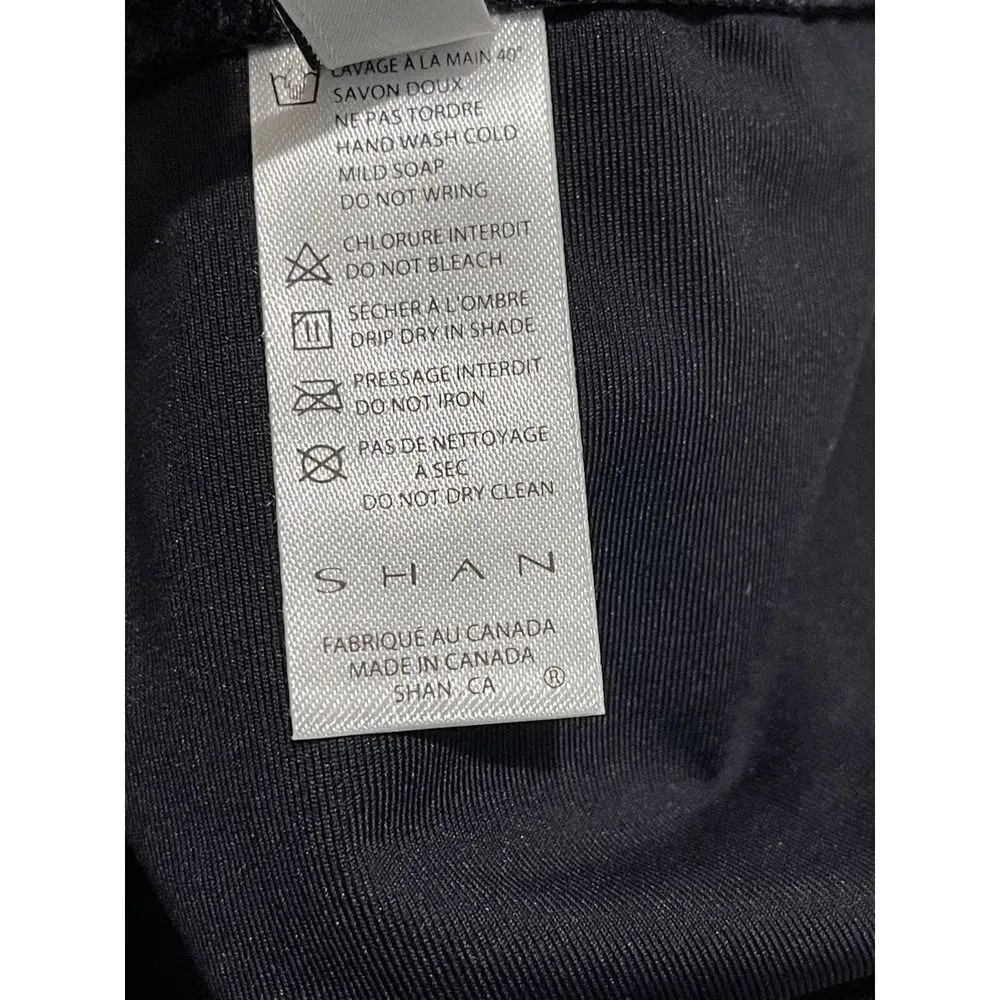 LAVAGE À LA MAIN 40°
SAVON DOUX
NE PAS TORDRE
HAND WASH COLD
MILD SOAP
DO NOT WRING
CHLORURE INTERDIT
DO NOT BLEACH
SÉCHER À L'OMBRE
DRIP DRY IN SHADE
PRESSAGE INTERDIT
DO NOT IRON
PAS DE NETTOYAGE
À SEC
DO NOT DRY CLEAN
SHAN
FABRIQUÉ AU CANADA
MADE IN CANADA
SHAN . CA ®